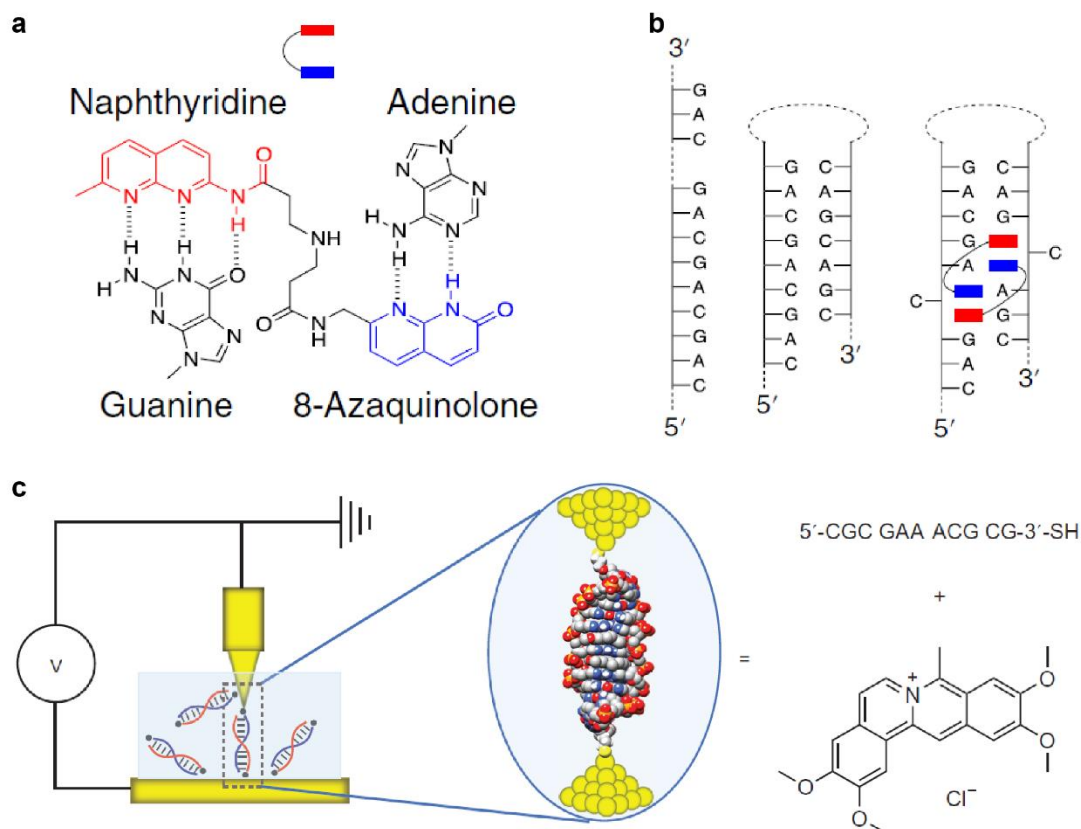 a
Naphthyridine
Adenine
N
N
N
H
O
N
N
N
N
H
N
H
H
H
H
O
N
H
H
N
H
N
N
N
N
O
N
H
N
H
N
O
Guanine
8-Azaquinolone
b
3′
G
A
C
G
A
C
G
A
C
G
A
C
5′
G C
A A
C G
G C
A A
C G
G C
A
C
3′
5′
G C
A A
C G
G
C
A
C
A
G G
A C
C
3′
5′
c
V
5′-CGC GAA ACG CG-3′-SH
+
=
N+
O
O
O
O
Cl−